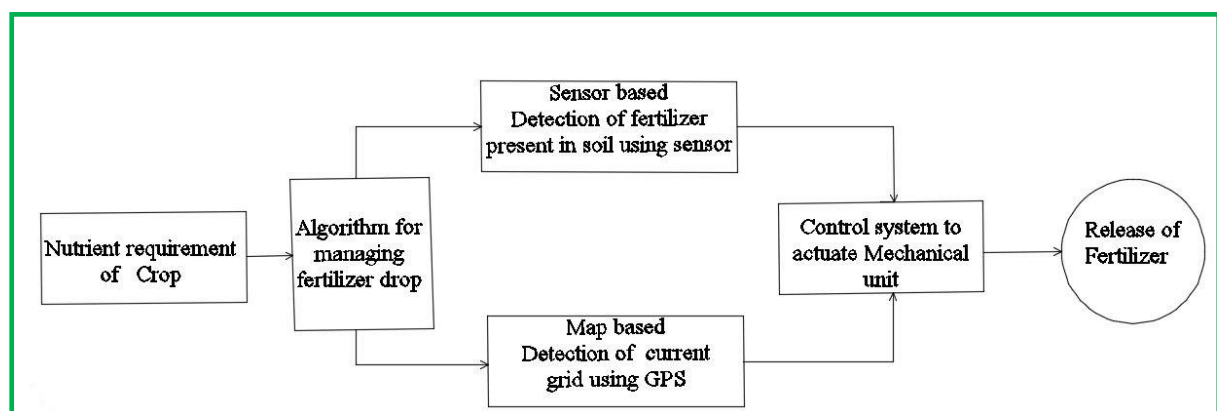 Nutrient requirement
of Crop
Algorithm for
managing
fertilizer drop
Sensor based
Detection of fertilizer
present in soil using sensor
Map based
Detection of current
grid using GPS
Control system to
actuate Mechanical
unit
Release of
Fertilizer